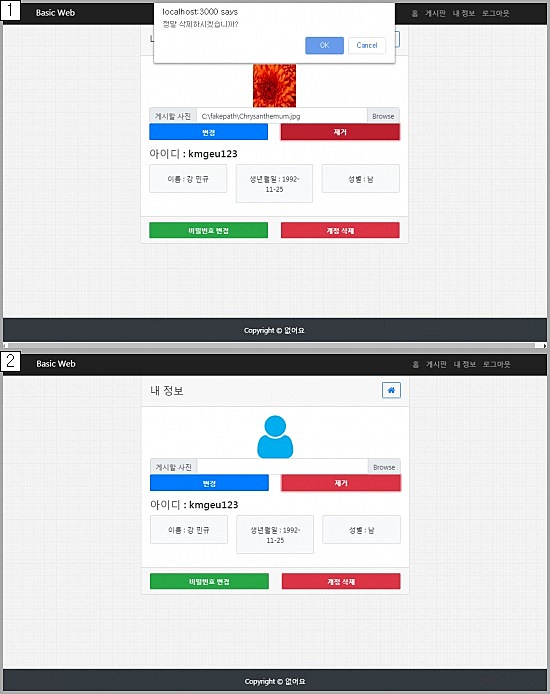 1
Basic Web
홈 게시판 내 정보 로그아웃
localhost:3000 says
정말 삭제하시겠습니까?
OK Cancel
게시할 사진 C:\fakepath\Chrysanthemum.jpg Browse
변경 제거
아이디 : kmgeu123
이름 : 강 민규 생년월일 : 1992-
11-25 성별 : 남
비밀번호 변경 계정 삭제
Copyright © 없어요
2
Basic Web
홈 게시판 내 정보 로그아웃
내 정보
게시할 사진 Browse
변경 제거
아이디 : kmgeu123
이름 : 강 민규 생년월일 : 1992-
11-25 성별 : 남
비밀번호 변경 계정 삭제
Copyright © 없어요